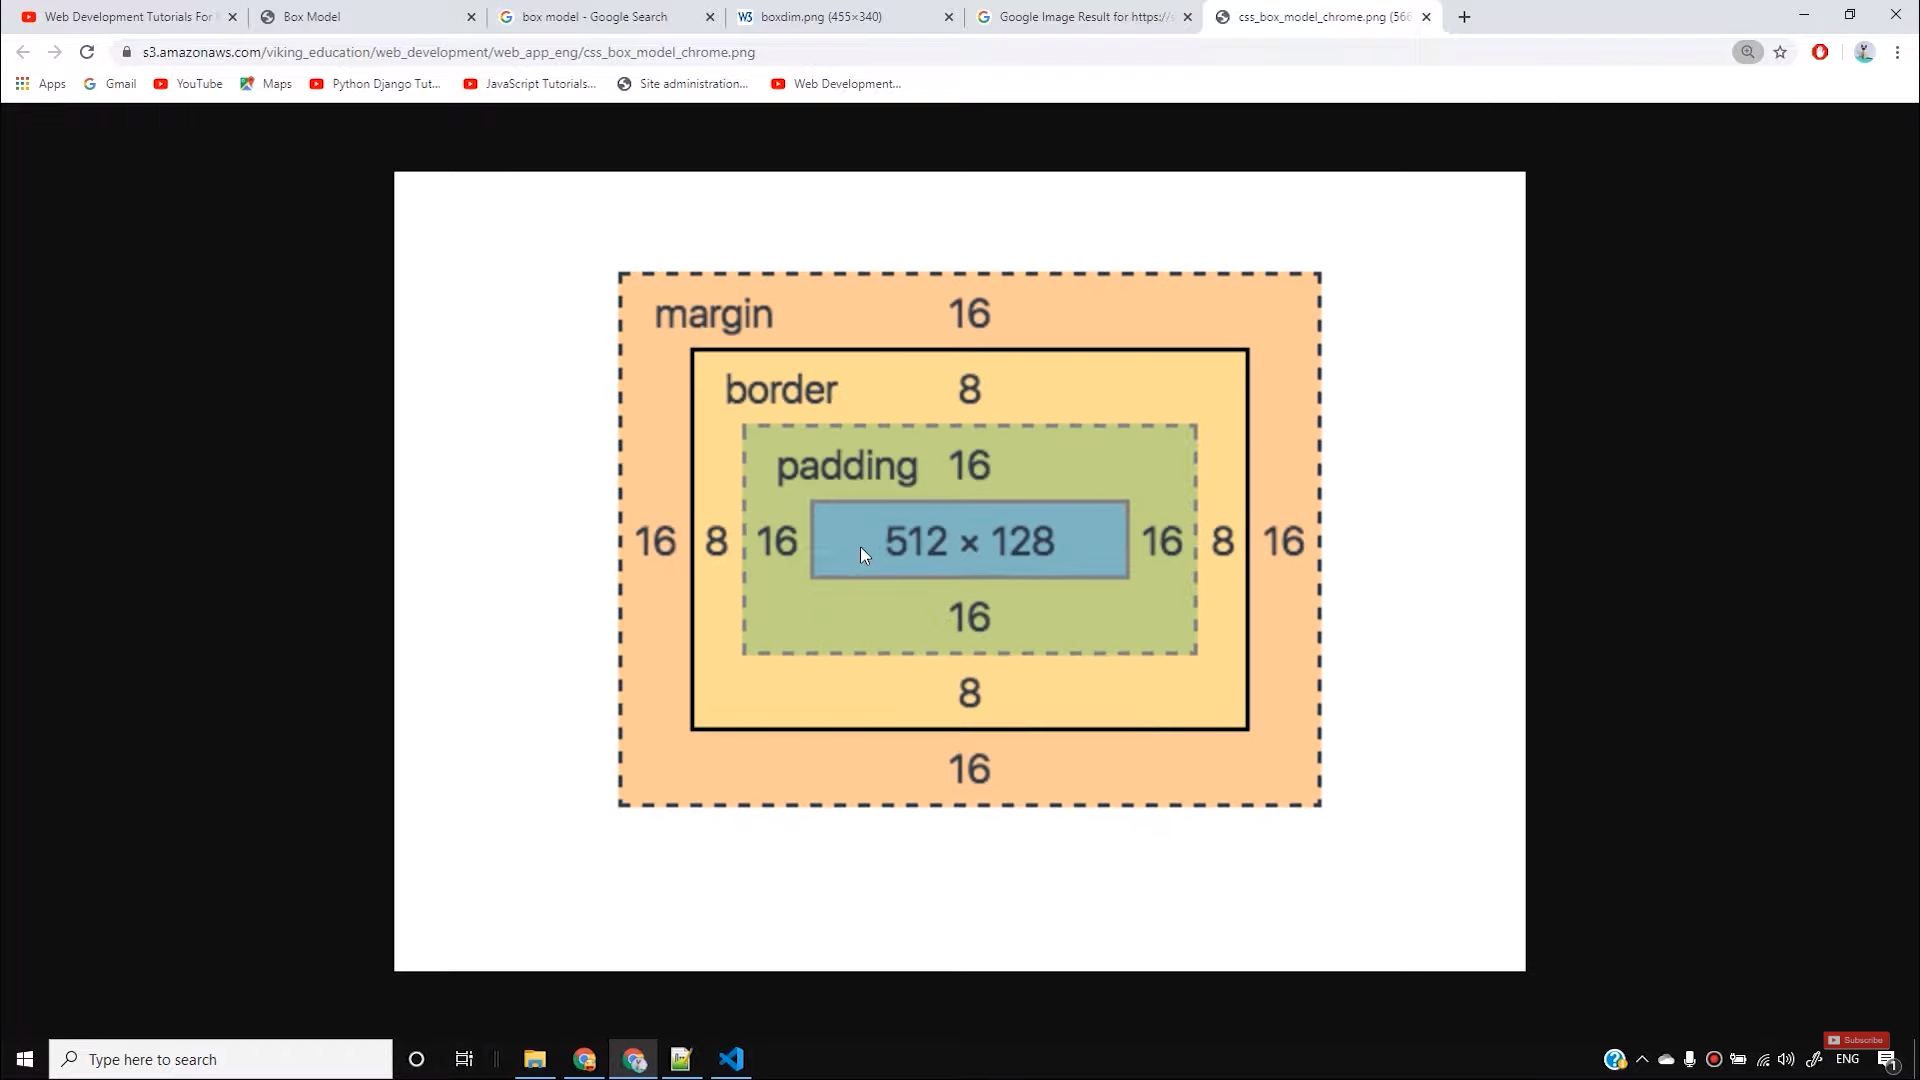 Web Development Tutorials For
Box Model
box model - Google Search
W3 boxdim.png (455×340)
Google Image Result for https://
css_box_model_chrome.png (566
s3.amazonaws.com/viking_education/web_development/web_app_eng/css_box_model_chrome.png
Apps
Gmail
YouTube
Maps
Python Django Tut...
JavaScript Tutorials...
Site administration...
Web Development...
margin 16
border 8
padding 16
16 8 16 512 × 128 16 8 16
16
8
16
Subscribe
Type here to search
ENG
1